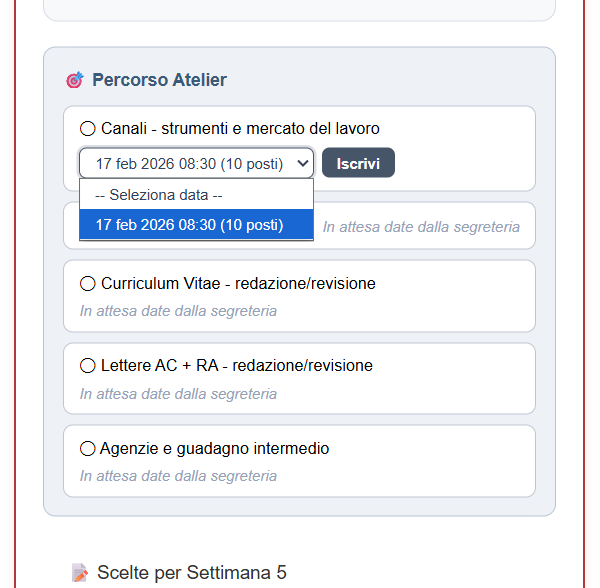 Percorso Atelier
Canali - strumenti e mercato del lavoro
17 feb 2026 08:30 (10 posti) Iscrivi
-- Seleziona data --
17 feb 2026 08:30 (10 posti)
In attesa date dalla segreteria
Curriculum Vitae - redazione/revisione
In attesa date dalla segreteria
Lettere AC + RA - redazione/revisione
In attesa date dalla segreteria
Agenzie e guadagno intermedio
In attesa date dalla segreteria
Scelte per Settimana 5